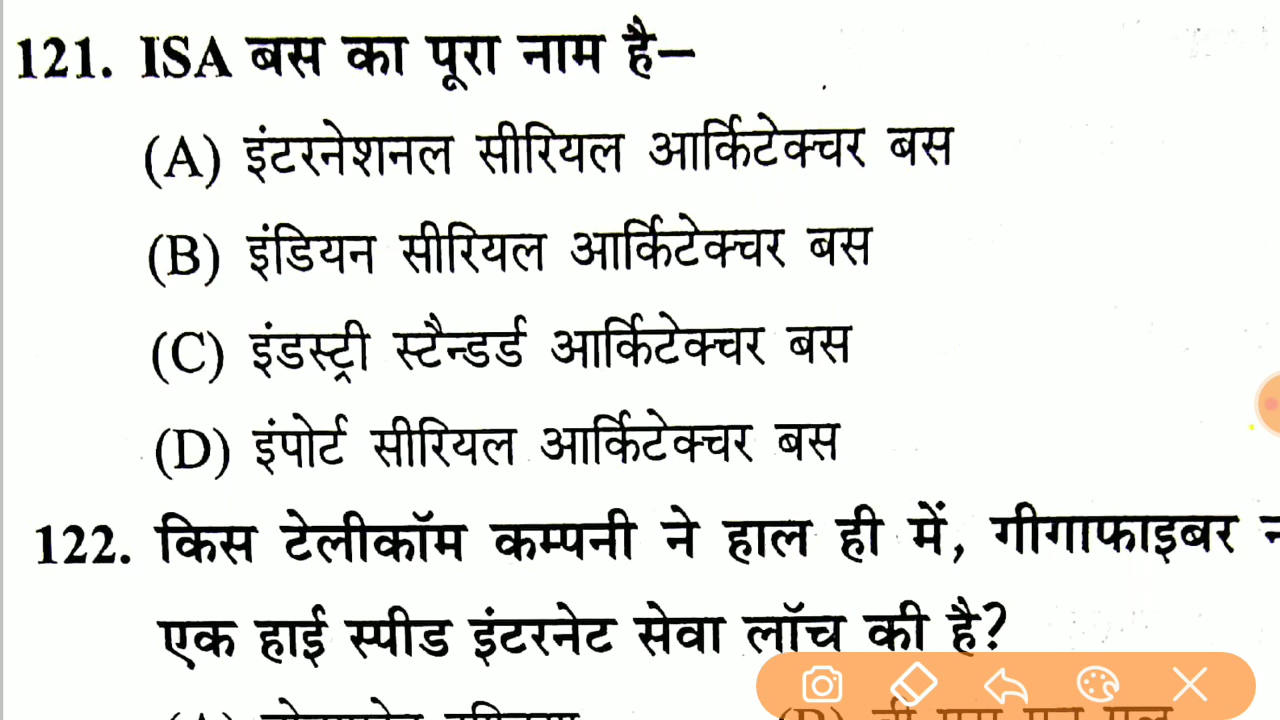 121. ISA बस का पूरा नाम है–
(A) इंटरनेशनल सीरियल आर्किटेक्चर बस
(B) इंडियन सीरियल आर्किटेक्चर बस
(C) इंडस्ट्री स्टैन्डर्ड आर्किटेक्चर बस
(D) इंपोर्ट सीरियल आर्किटेक्चर बस
122. किस टेलीकॉम कम्पनी ने हाल ही में, गीगाफाइबर
एक हाई स्पीड इंटरनेट सेवा लॉच की है?